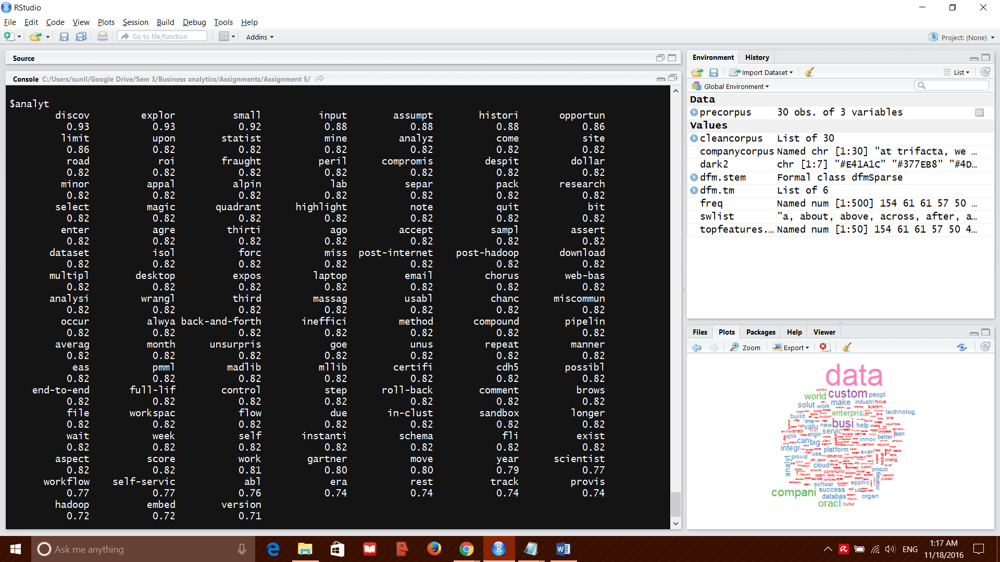 RStudio
File Edit Code View Plots Session Build Debug Tools Help
Go to file/function Addins Project: (None)
Source
Console C:/Users/sunil/Google Drive/Sem 3/Business analytics/Assignments/Assignment 5/
$analyt
discov explor small input assumpt histori opportun
0.93 0.93 0.92 0.88 0.88 0.88 0.86
limit upon statist mine analyz come site
0.86 0.82 0.82 0.82 0.82 0.82 0.82
road roi fraught peril compromis despit dollar
0.82 0.82 0.82 0.82 0.82 0.82 0.82
minor appal alpin lab separ pack research
0.82 0.82 0.82 0.82 0.82 0.82 0.82
select magic quadrant highlight note quit bit
0.82 0.82 0.82 0.82 0.82 0.82 0.82
enter agre thirti ago accept sampl assert
0.82 0.82 0.82 0.82 0.82 0.82 0.82
dataset isol forc miss post-internet post-hadoop download
0.82 0.82 0.82 0.82 0.82 0.82 0.82
multipl desktop expos laptop email chorus web-bas
0.82 0.82 0.82 0.82 0.82 0.82 0.82
analysi wrangl third massag usabl chanc miscommun
0.82 0.82 0.82 0.82 0.82 0.82 0.82
occur alwya back-and-forth ineffici method compound pipelin
0.82 0.82 0.82 0.82 0.82 0.82 0.82
averag month unsurpris goe unus repeat manner
0.82 0.82 0.82 0.82 0.82 0.82 0.82
eas pmml madlib mllib certifi cdh5 possibl
0.82 0.82 0.82 0.82 0.82 0.82 0.82
end-to-end full-lif control step roll-back comment brows
0.82 0.82 0.82 0.82 0.82 0.82 0.82
file workspac flow due in-clust sandbox longer
0.82 0.82 0.82 0.82 0.82 0.82 0.82
wait week self instanti schema fli exist
0.82 0.82 0.82 0.82 0.82 0.82 0.82
aspect score work gartner move year scientist
0.82 0.82 0.81 0.80 0.80 0.79 0.77
workflow self-servic abl era rest track provis
0.77 0.77 0.76 0.74 0.74 0.74 0.74
hadoop embed version
0.72 0.72 0.71
Environment History
Import Dataset List
Global Environment
Data
precorpus 30 obs. of 3 variables
Values
cleancorpus List of 30
companycorpus Named chr [1:30] "at trifacta, we …
dark2 chr [1:7] "#E41A1C" "#377EB8" "#4D…
dfm.stem Formal class dfmSparse
dfm.tm List of 6
freq Named num [1:500] 154 61 61 57 50 …
swlist "a, about, above, across, after, a…
topfeatures.… Named num [1:50] 154 61 61 57 50 4…
Files Plots Packages Help Viewer
Zoom Export
data
world custom peopl
solut work make industri focus
system
build enterpris technolog
time valu new busi help
engin servic
qlik can big innov better team
integr platform everi
provid use develop
analyt cloud product
learn today manag
softwar applic
compani success us
databas organ
oracl cultur
Ask me anything
ENG
1:17 AM
11/18/2016